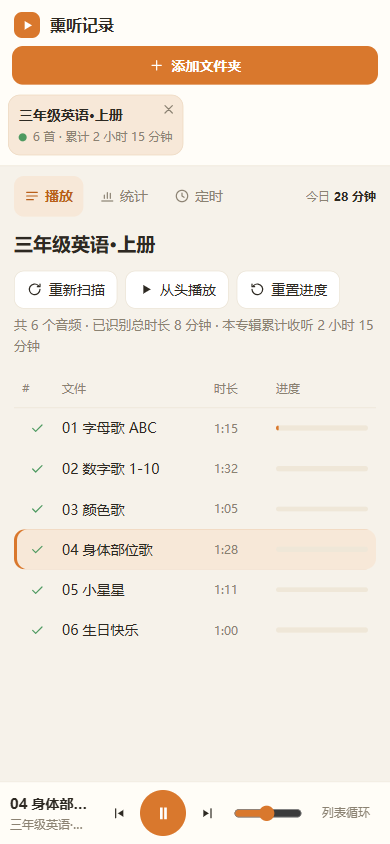 熏听记录
添加文件夹
三年级英语·上册
6 首 · 累计 2 小时 15 分钟
播放 统计 定时 今日 28 分钟
三年级英语·上册
重新扫描 从头播放 重置进度
共 6 个音频 · 已识别总时长 8 分钟 · 本专辑累计收听 2 小时 15
分钟
# 文件 时长 进度
01 字母歌 ABC 1:15
02 数字歌 1-10 1:32
03 颜色歌 1:05
04 身体部位歌 1:28
05 小星星 1:11
06 生日快乐 1:00
04 身体部...
三年级英语·...
列表循环